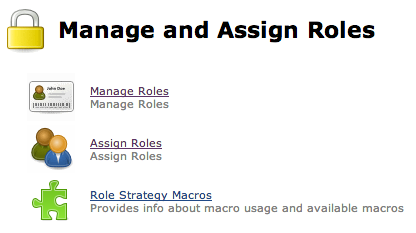 Manage and Assign Roles
John Doe
Manage Roles
Manage Roles
Assign Roles
Assign Roles
Role Strategy Macros
Provides info about macro usage and available macros